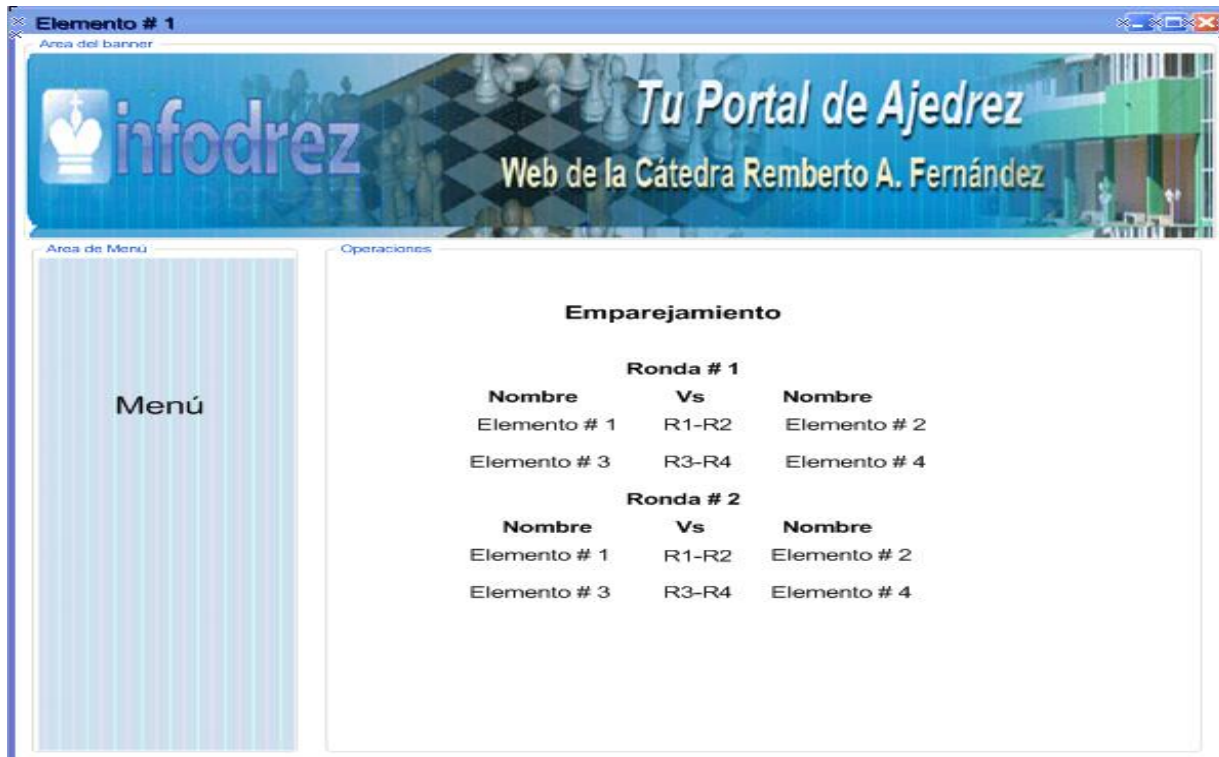 Elemento # 1
Area del banner
infodrez
Tu Portal de Ajedrez
Web de la Cátedra Remberto A. Fernández
Area de Menú
Menú
Operaciones
Emparejamiento
Ronda # 1
Nombre Vs Nombre
Elemento # 1 R1-R2 Elemento # 2
Elemento # 3 R3-R4 Elemento # 4
Ronda # 2
Nombre Vs Nombre
Elemento # 1 R1-R2 Elemento # 2
Elemento # 3 R3-R4 Elemento # 4